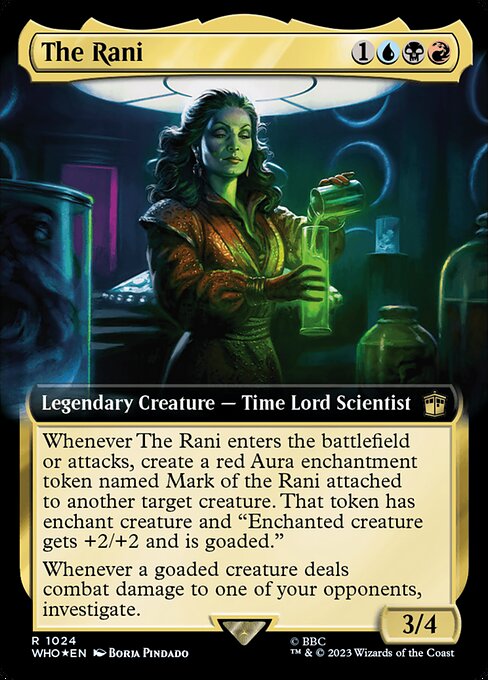 The Rani 1
Legendary Creature — Time Lord Scientist
Whenever The Rani enters the battlefield
or attacks, create a red Aura enchantment
token named Mark of the Rani attached
to another target creature. That token has
enchant creature and “Enchanted creature
gets +2/+2 and is goaded.”
Whenever a goaded creature deals
combat damage to one of your opponents,
investigate.
3/4
R 1024
WHO★EN Borja Pindado
© BBC
™ & © 2023 Wizards of the Coast